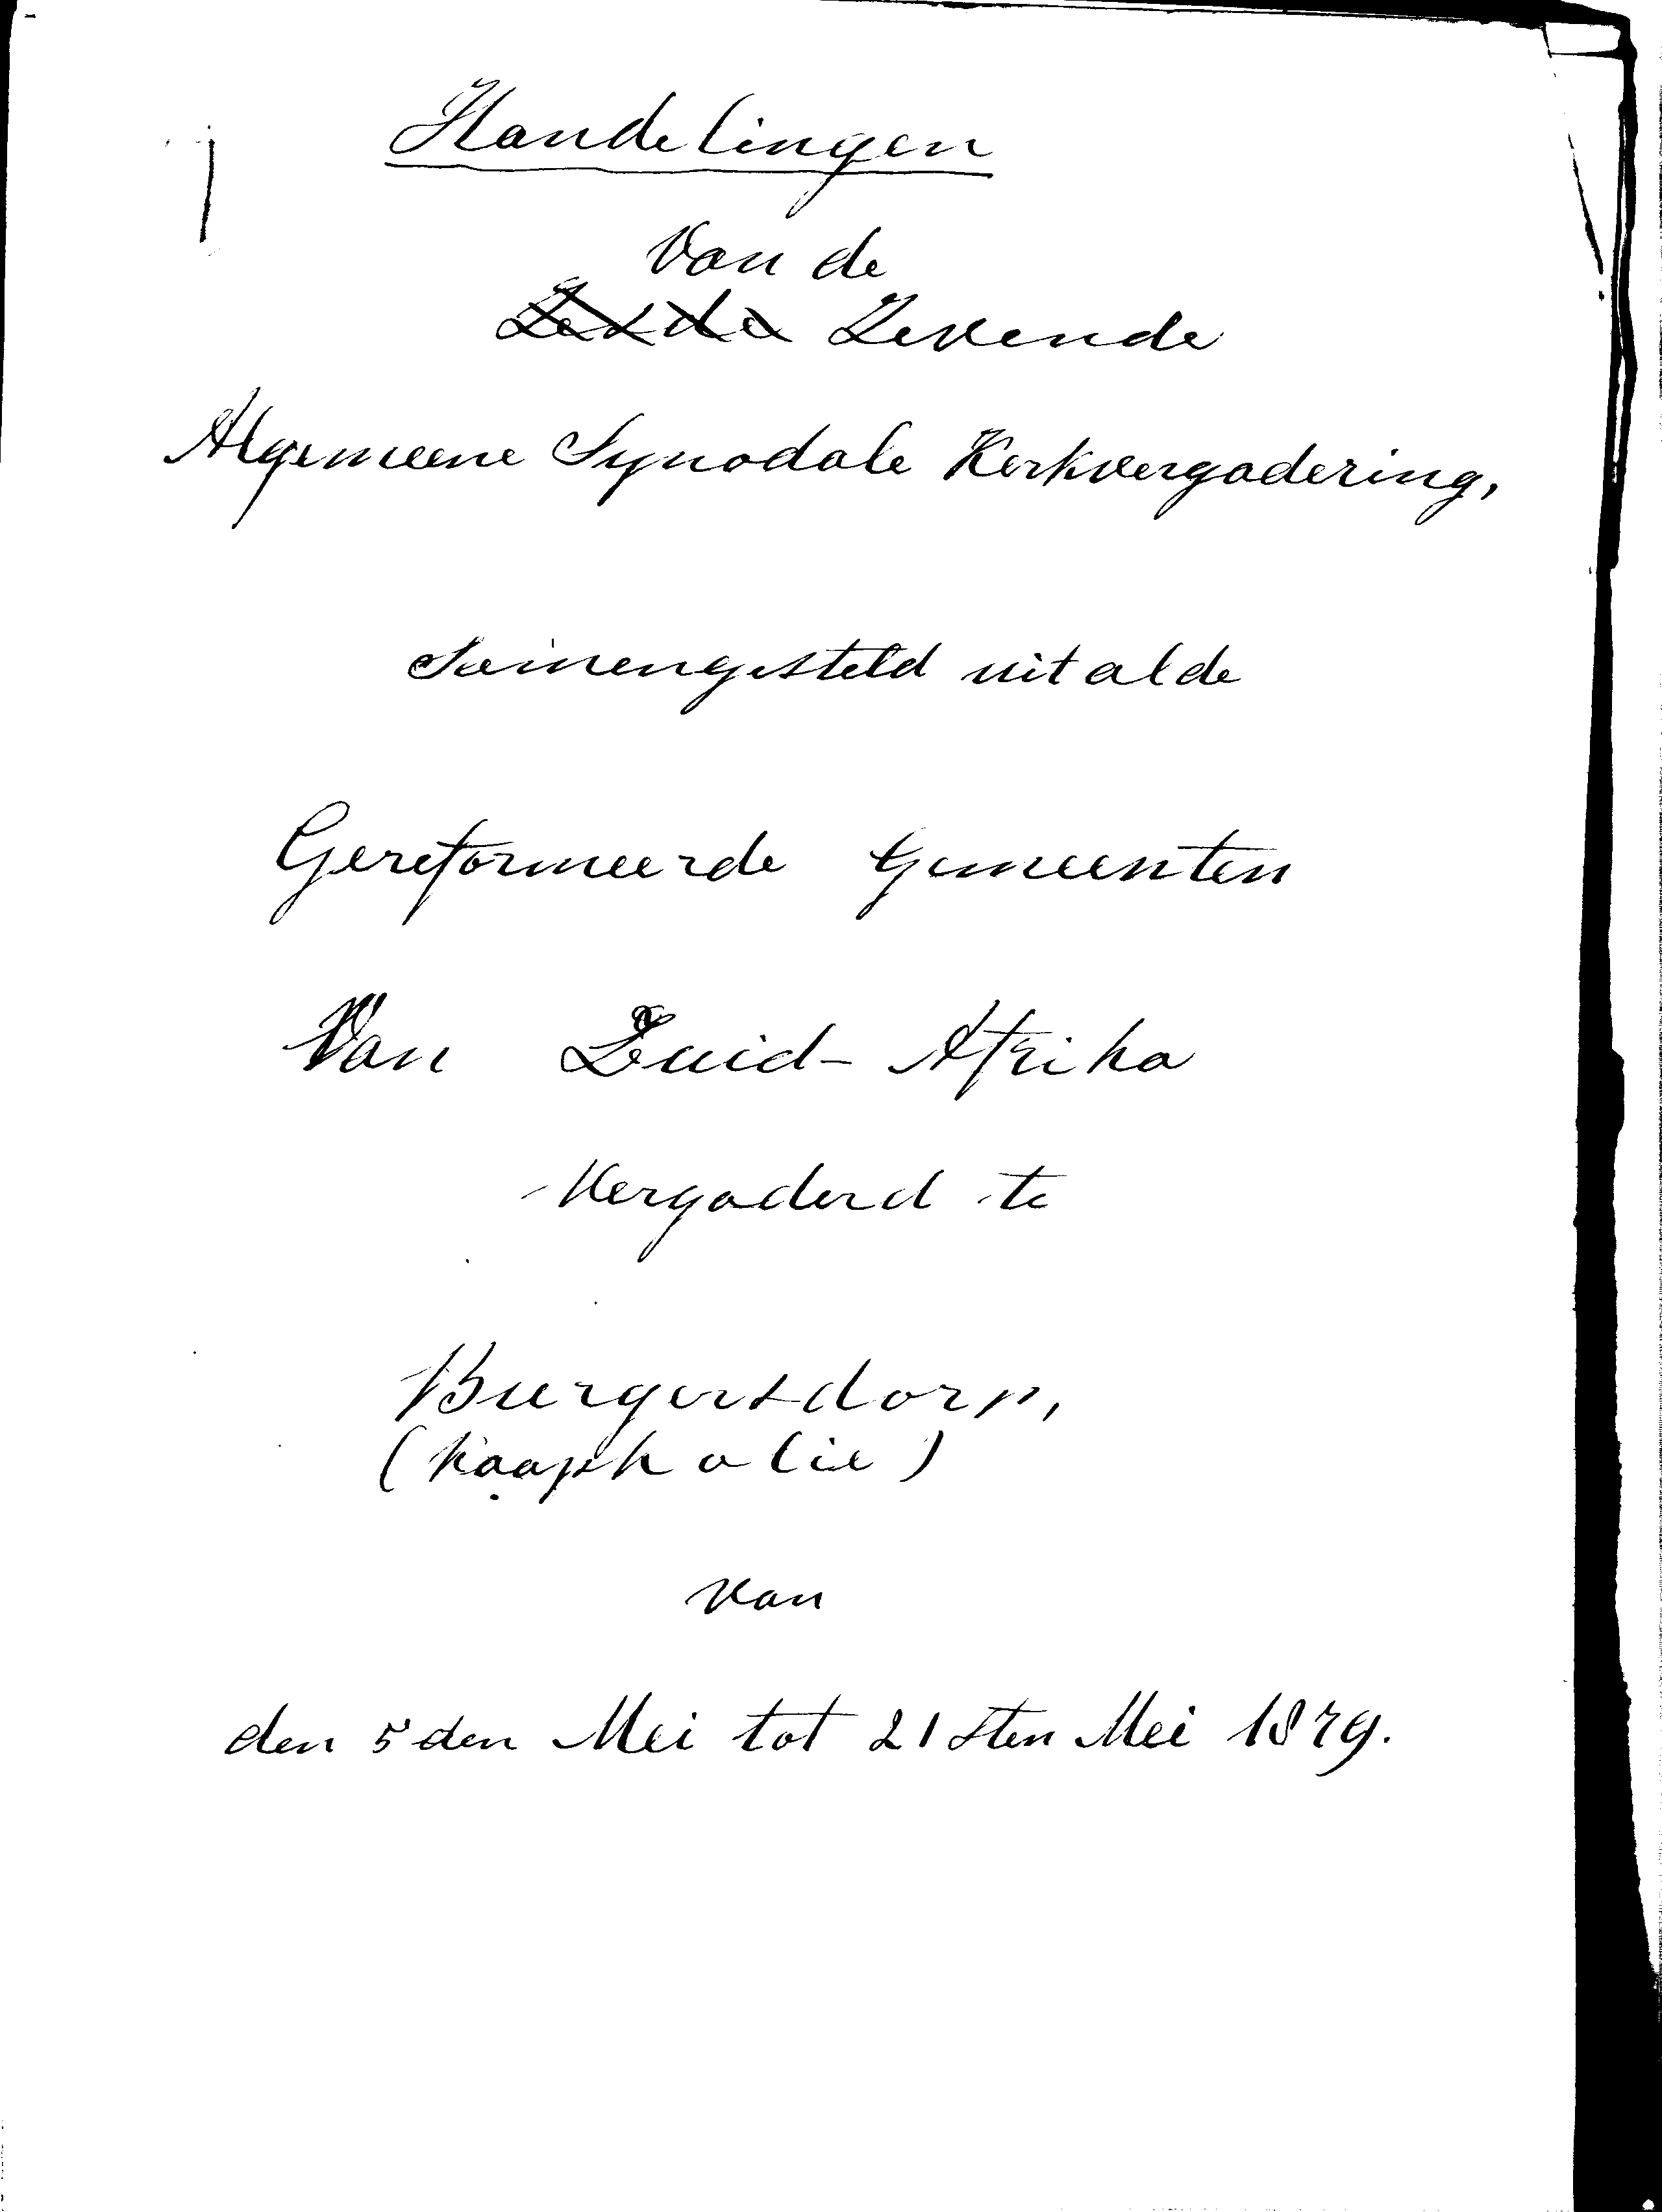 Handelingen
Van de
Zesde Zevende
Algemeene Synodale Kerkvergadering,
Samengesteld uit al de
Gereformeerde Gemeenten
Van Zuid-Afrika
Vergaderd te
Burgersdorp,
(Kaapkolie)
van
den 5den Mei tot 21sten Mei 1879.